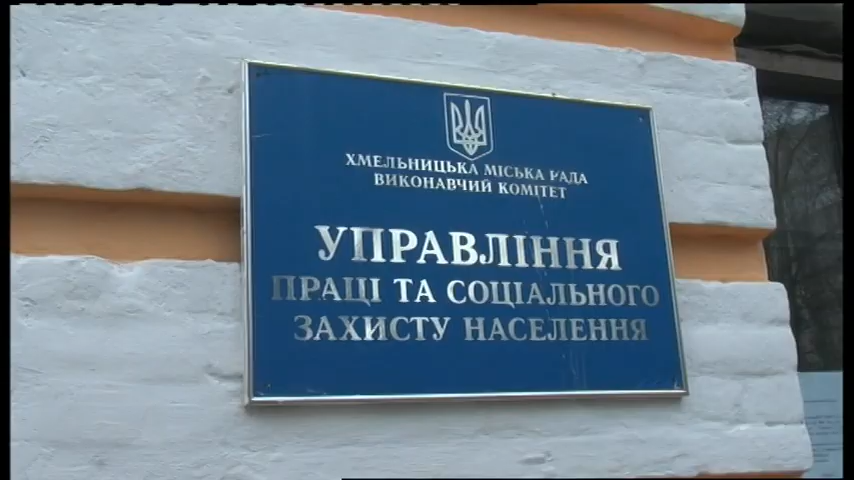 ХМЕЛЬНИЦЬКА МІСЬКА РАДА
ВИКОНАВЧИЙ КОМІТЕТ
УПРАВЛІННЯ
ПРАЦІ ТА СОЦІАЛЬНОГО
ЗАХИСТУ НАСЕЛЕННЯ